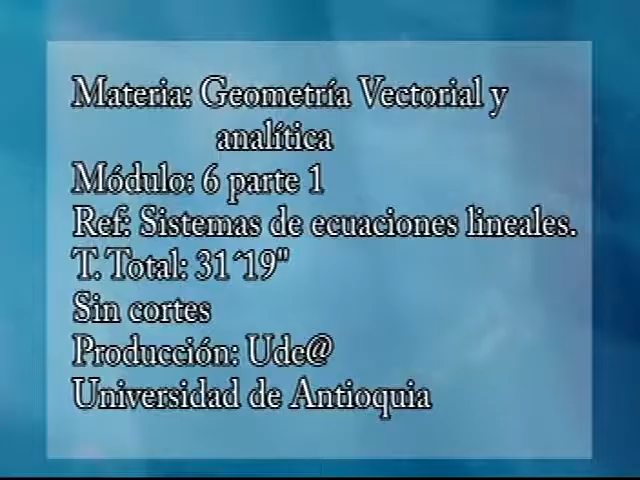 Materia: Geometría Vectorial y
analítica
Módulo: 6 parte 1
Ref: Sistemas de ecuaciones lineales.
T. Total: 31´19"
Sin cortes
Producción: Ude@
Universidad de Antioquia